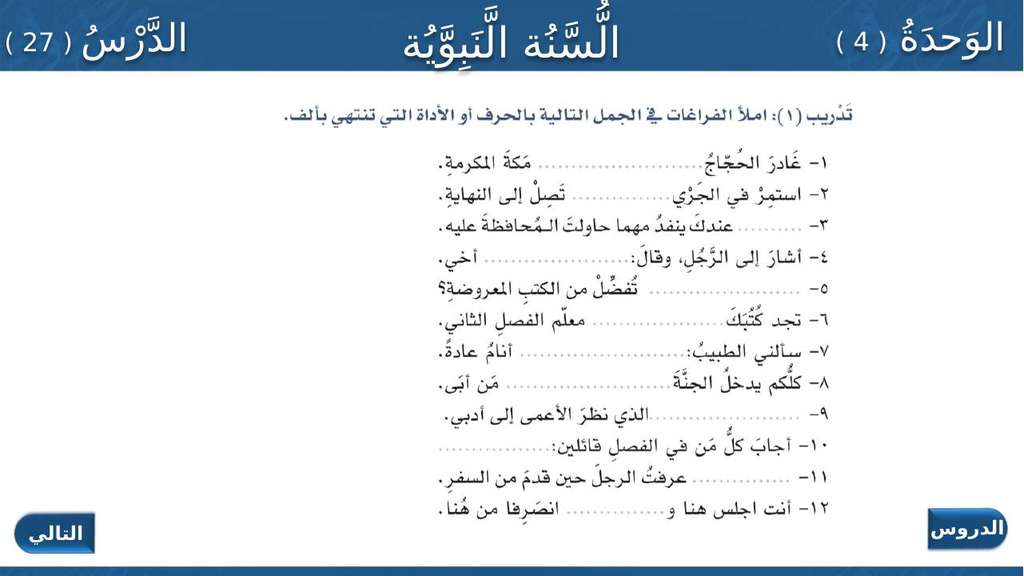 الوَحدَةُ ( 4 )
الُّسَّنُة الَّنَبِوَّيُة
الدَّرْسُ ( 27 )
تَدْريب (١): املأ الفراغات في الجمل التالية بالحرف أو الأداة التي تنتهي بألف.
١- غَادرَ الحُجّاجُ ........................ مَكةَ المكرمةِ.
٢- استمِرْ في الجَرْي ............... تَصِلْ إلى النهايةِ.
٣- .......... عندكَ ينفدُ مهما حاولتَ الـمُحافظةَ عليه.
٤- أشارَ إلى الرَّجُلِ، وقالَ: ..................... أخي.
٥- ...................... تُفضِّلْ من الكتبِ المعروضةِ؟
٦- تجد كُتُبَكَ .................... معلّم الفصلِ الثاني.
٧- سألني الطبيبُ: ........................ أنامُ عادةً.
٨- كلُّكم يدخلُ الجنَّةَ ........................ مَن أبَى.
٩- ...................... الذي نظرَ الأعمى إلى أدبي.
١٠- أجابَ كلُّ مَن في الفصلِ قائلين: .................
١١- .............. عرفتُ الرجلَ حين قدمَ من السفرِ.
١٢- أنت اجلس هنا و............... انصَرِفا من هُنا.
الدروس
التالي